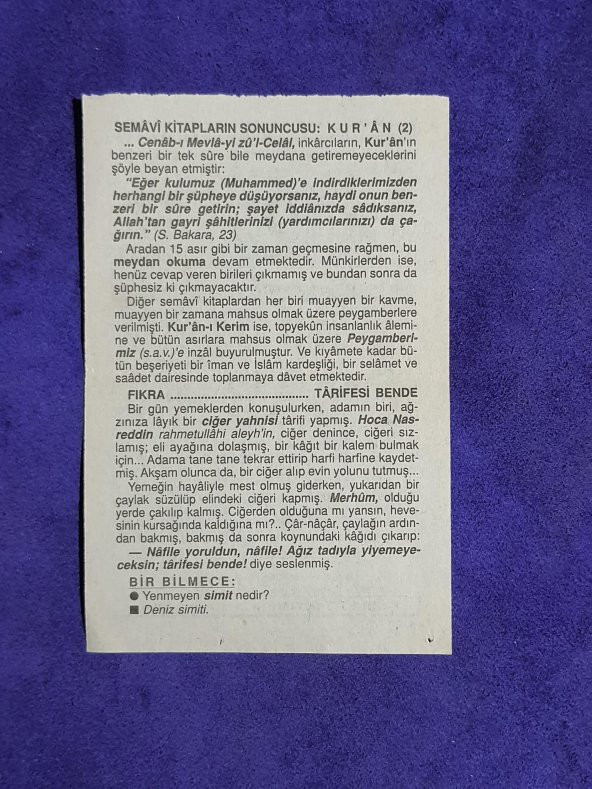 SEMÂVÎ KİTAPLARIN SONUNCUSU: K U R ' Â N (2)
... Cenâb-ı Mevlâ-yi zû'l-Celâl, inkârcıların, Kur'ân'ın
benzeri bir tek sûre bile meydana getiremeyeceklerini
şöyle beyan etmiştir:
"Eğer kulumuz (Muhammed)'e indirdiklerimizden
herhangi bir şüpheye düşüyorsanız, haydi onun ben-
zeri bir sûre getirin; şayet iddiânızda sâdıksanız,
Allah'tan gayri şâhitlerinizi (yardımcılarınızı) da ça-
ğırın." (S. Bakara, 23)
Aradan 15 asır gibi bir zaman geçmesine rağmen, bu
meydan okuma devam etmektedir. Münkirlerden ise,
henüz cevap veren birileri çıkmamış ve bundan sonra da
şüphesiz ki çıkmayacaktır.
Diğer semâvî kitaplardan her biri muayyen bir kavme,
muayyen bir zamana mahsus olmak üzere peygamberlere
verilmişti. Kur'ân-ı Kerim ise, topyekûn insanlık âlemi-
ne ve bütün asırlara mahsus olmak üzere Peygamberi-
miz (s.a.v.)'e inzâl buyurulmuştur. Ve kıyâmete kadar bü-
tün beşeriyeti bir îman ve İslâm kardeşliği, bir selâmet ve
saâdet dairesinde toplanmaya dâvet etmektedir.
FIKRA ........................................ TÂRİFESİ BENDE
Bir gün yemeklerden konuşulurken, adamın biri, ağ-
zınıza lâyık bir ciğer yahnisi târifi yapmış. Hoca Nas-
reddin rahmetullâhi aleyh'in, ciğer denince, ciğeri sız-
lamış; eli ayağına dolaşmış, bir kâğıt bir kalem bulmak
için... Adama tane tane tekrar ettirip harfi harfine kaydet-
miş. Akşam olunca da, bir ciğer alıp evin yolunu tutmuş...
Yemeğin hayâliyle mest olmuş giderken, yukarıdan bir
çaylak süzülüp elindeki ciğeri kapmış. Merhûm, olduğu
yerde çakılıp kalmış. Ciğerden olduğuna mı yansın, heve-
sinin kursağında kaldığına mı?.. Çâr-nâçâr, çaylağın ardın-
dan bakmış, bakmış da sonra koynundaki kâğıdı çıkarıp:
— Nâfile yoruldun, nâfile! Ağız tadıyla yiyemeye-
ceksin; târifesi bende! diye seslenmiş.
BİR BİLMECE:
● Yenmeyen simit nedir?
■ Deniz simiti.